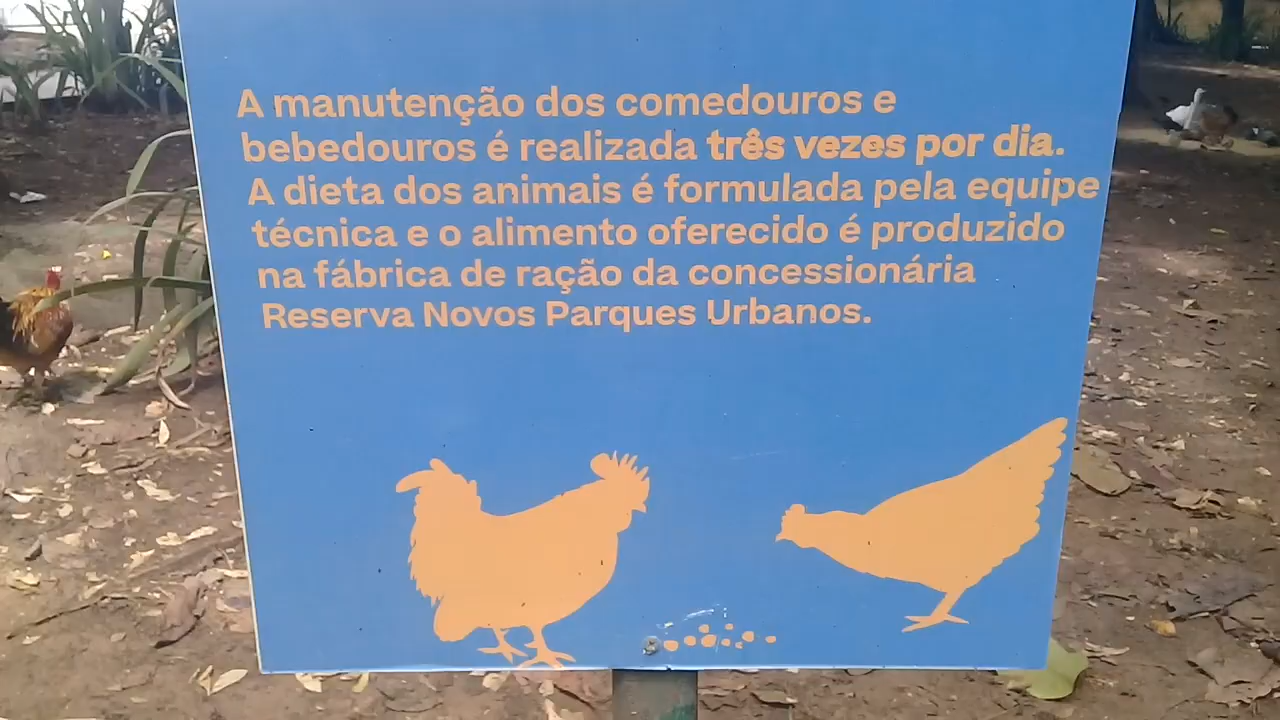 A manutenção dos comedouros e
bebedouros é realizada três vezes por dia.
A dieta dos animais é formulada pela equipe
técnica e o alimento oferecido é produzido
na fábrica de ração da concessionária
Reserva Novos Parques Urbanos.